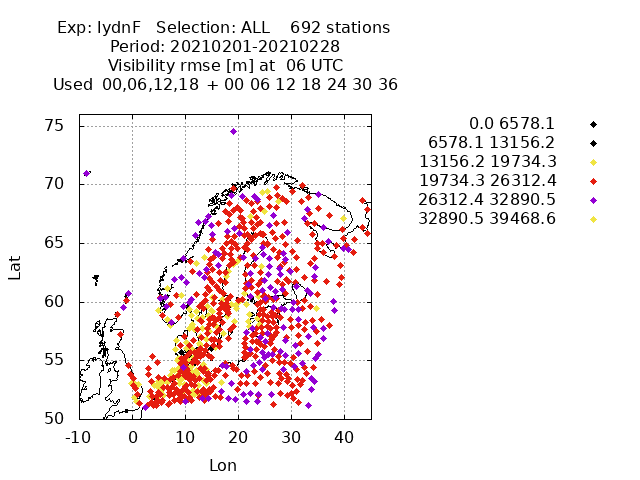 Exp: IydnF Selection: ALL 692 stations
Period: 20210201-20210228
Visibility rmse [m] at 06 UTC
Used 00,06,12,18 + 00 06 12 18 24 30 36
0.0 6578.1
6578.1 13156.2
13156.2 19734.3
19734.3 26312.4
26312.4 32890.5
32890.5 39468.6
75
70
65
60
55
50
Lat
-10 0 10 20 30 40
Lon